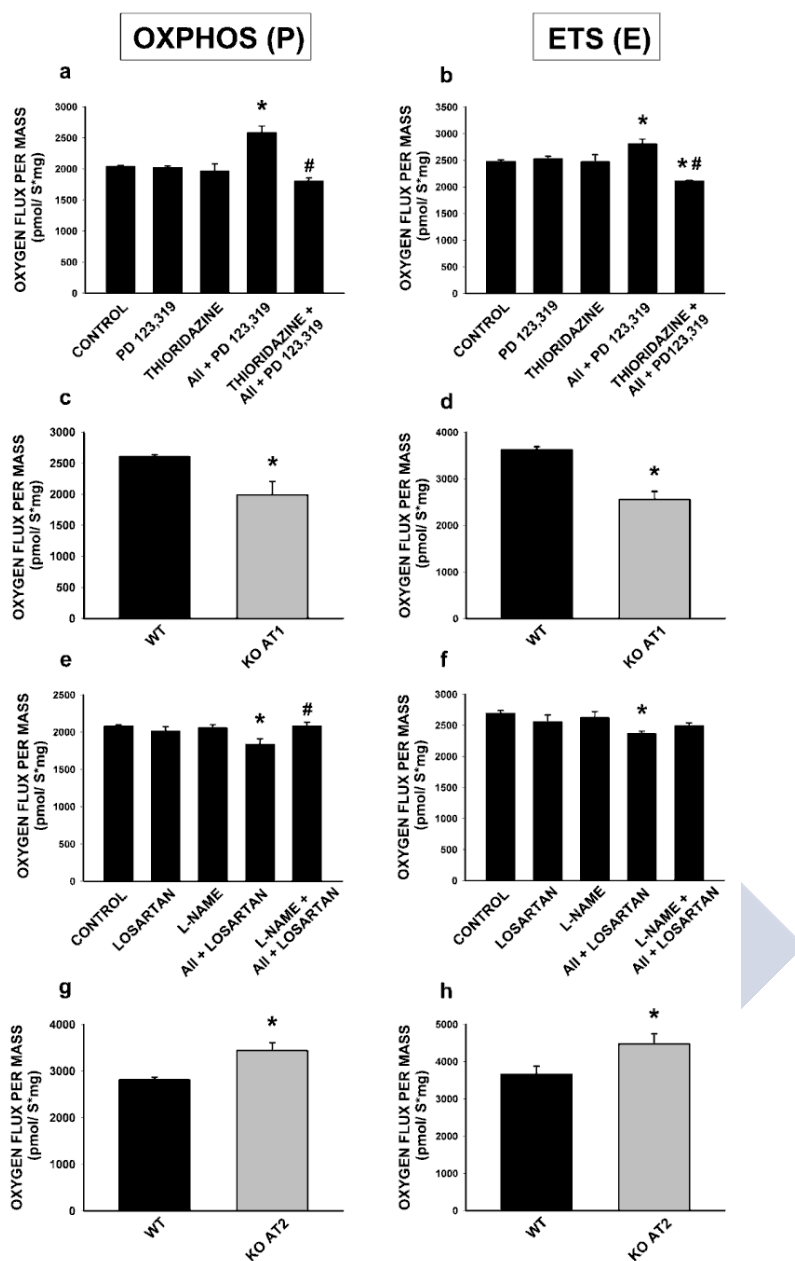 OXPHOS (P)
ETS (E)
a
OXYGEN FLUX PER MASS
(pmol/ S*mg)
3000
2500
2000
1500
1000
500
0
*
#
CONTROL
PD 123,319
THIORIDAZINE
AII + PD 123,319
THIORIDAZINE +
AII + PD 123,319
b
OXYGEN FLUX PER MASS
(pmol/ S*mg)
3500
3000
2500
2000
1500
1000
500
0
*
* #
CONTROL
PD 123,319
THIORIDAZINE
AII + PD 123,319
THIORIDAZINE +
AII + PD123,319
c
OXYGEN FLUX PER MASS
(pmol/ S*mg)
3000
2500
2000
1500
1000
500
0
*
WT
KO AT1
d
OXYGEN FLUX PER MASS
(pmol/ S*mg)
4000
3000
2000
1000
0
*
WT
KO AT1
e
OXYGEN FLUX PER MASS
(pmol/ S*mg)
2500
2000
1500
1000
500
0
*
#
CONTROL
LOSARTAN
L-NAME
AII + LOSARTAN
L-NAME +
AII + LOSARTAN
f
OXYGEN FLUX PER MASS
(pmol/ S*mg)
3000
2500
2000
1500
1000
500
0
*
CONTROL
LOSARTAN
L-NAME
AII + LOSARTAN
L-NAME +
AII + LOSARTAN
g
OXYGEN FLUX PER MASS
(pmol/ S*mg)
4000
3000
2000
1000
0
*
WT
KO AT2
h
OXYGEN FLUX PER MASS
(pmol/ S*mg)
5000
4000
3000
2000
1000
0
*
WT
KO AT2